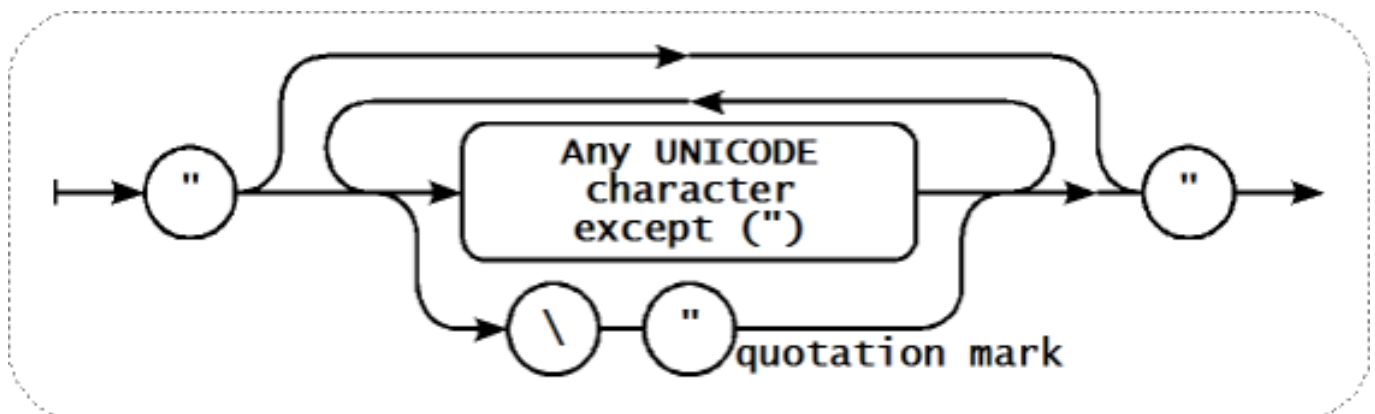 Any UNICODE
"
character
"
except (")
\
"
quotation mark